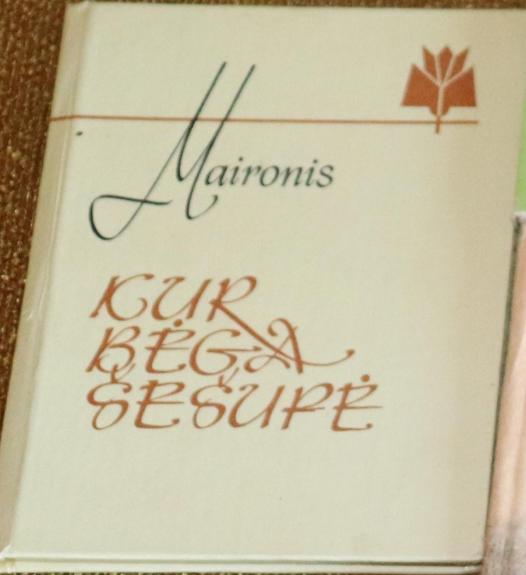 Maironis
KUR
BĖGA
ŠEŠUPĖ